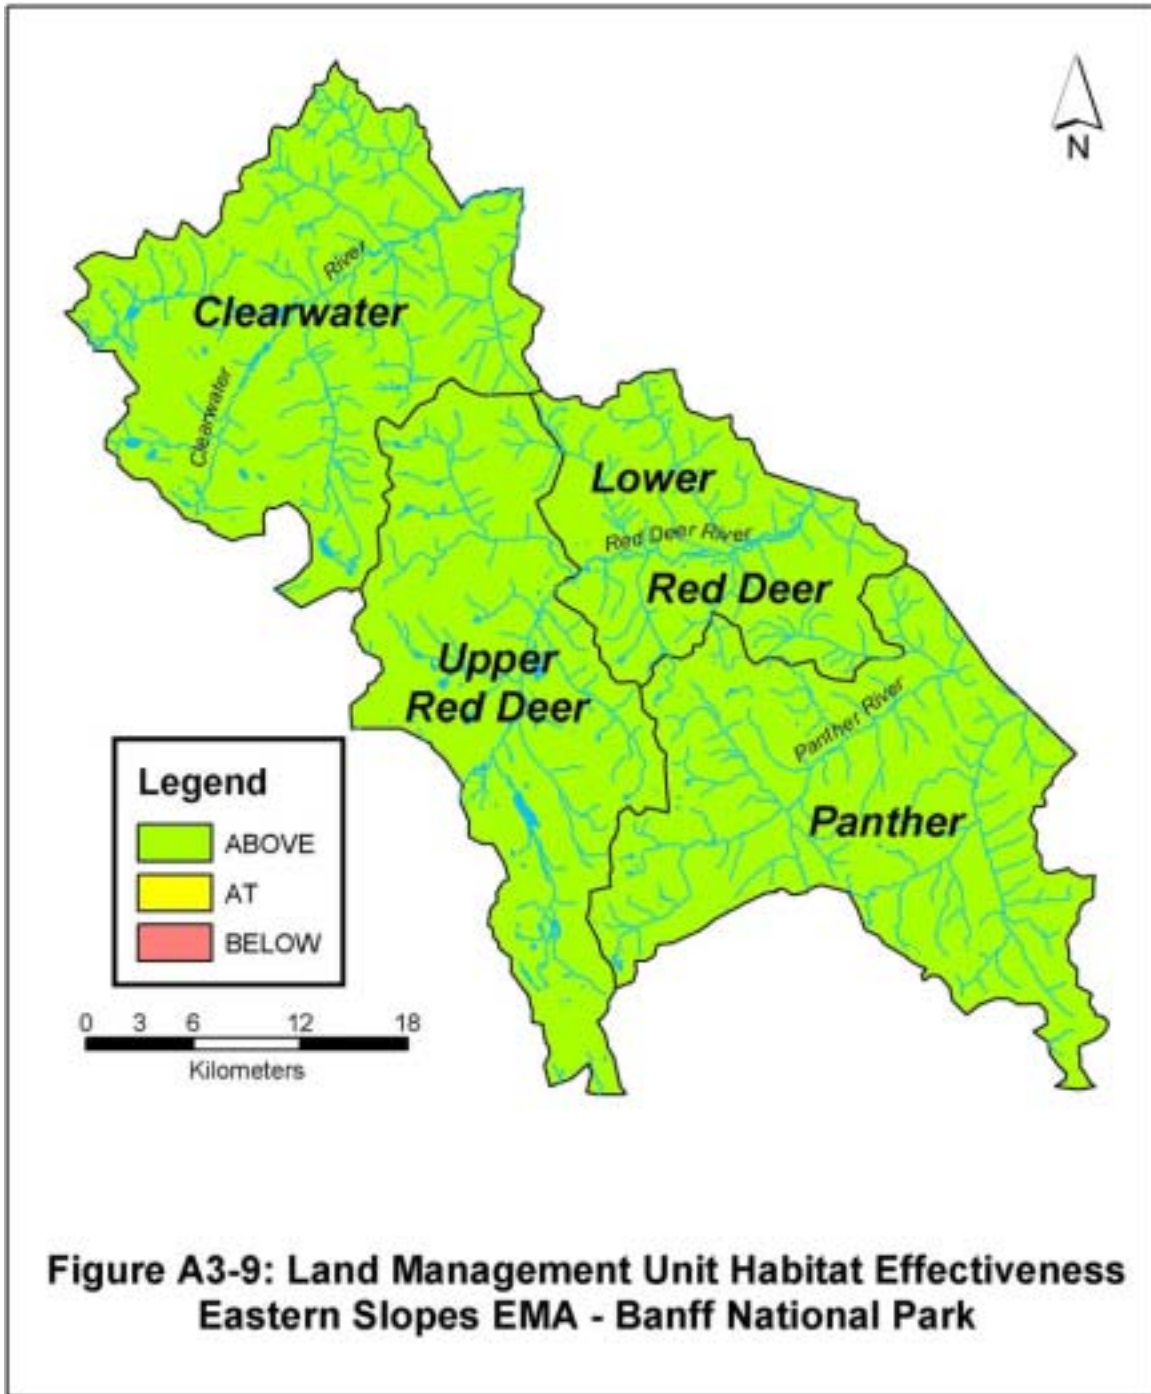 N
River
Clearwater
Clearwater
Lower
Red Deer River
Red Deer
Upper
Red Deer
Panther River
Panther
Legend
ABOVE
AT
BELOW
0 3 6 12 18
Kilometers
Figure A3-9: Land Management Unit Habitat Effectiveness
Eastern Slopes EMA - Banff National Park